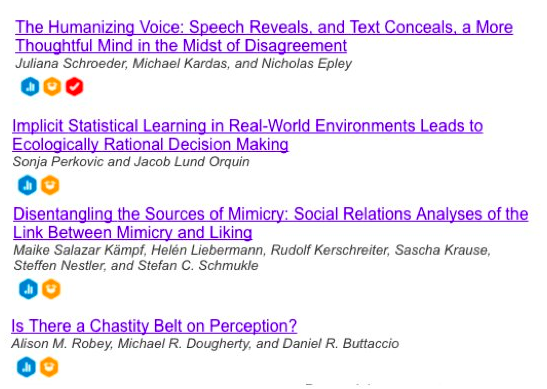 The Humanizing Voice: Speech Reveals, and Text Conceals, a More
Thoughtful Mind in the Midst of Disagreement
Juliana Schroeder, Michael Kardas, and Nicholas Epley
Implicit Statistical Learning in Real-World Environments Leads to
Ecologically Rational Decision Making
Sonja Perkovic and Jacob Lund Orquin
Disentangling the Sources of Mimicry: Social Relations Analyses of the
Link Between Mimicry and Liking
Maike Salazar Kämpf, Helén Liebermann, Rudolf Kerschreiter, Sascha Krause,
Steffen Nestler, and Stefan C. Schmukle
Is There a Chastity Belt on Perception?
Alison M. Robey, Michael R. Dougherty, and Daniel R. Buttaccio